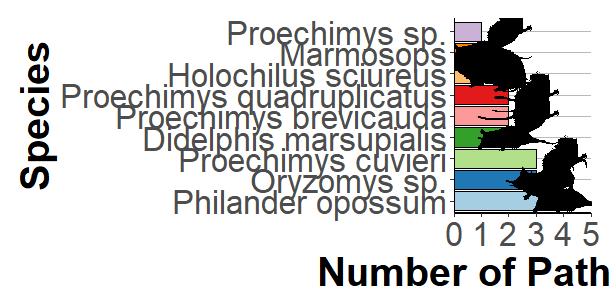 Species
Proechimys sp.
Marmosops
Holochilus sciureus
Proechimys quadruplicatus
Proechimys brevicauda
Didelphis marsupialis
Proechimys cuvieri
Oryzomys sp.
Philander opossum
0 1 2 3 4 5
Number of Path